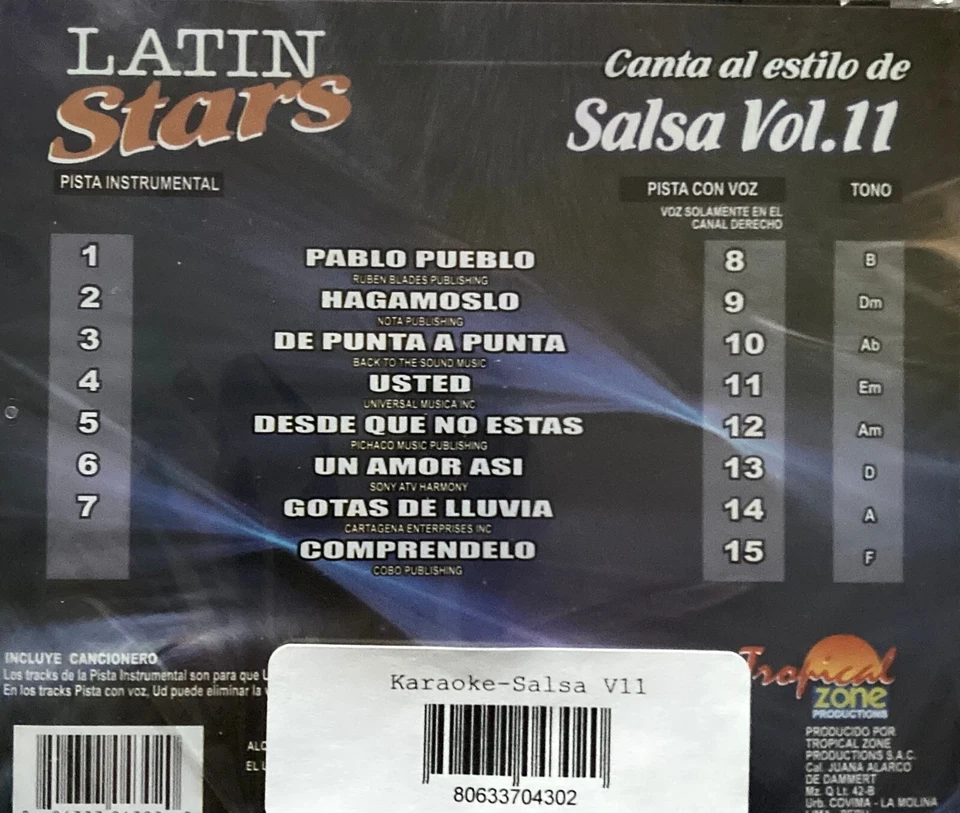 LATIN
Stars
Canta al estilo de
Salsa Vol.11
PISTA INSTRUMENTAL
PISTA CON VOZ
TONO
VOZ SOLAMENTE EN EL
CANAL DERECHO
1 PABLO PUEBLO 8 B
RUBEN BLADES PUBLISHING
2 HAGAMOSLO 9 Dm
NOTA PUBLISHING
3 DE PUNTA A PUNTA 10 Ab
BACK TO THE SOUND MUSIC
4 USTED 11 Em
UNIVERSAL MUSICA INC
5 DESDE QUE NO ESTAS 12 Am
PICHACO MUSIC PUBLISHING
6 UN AMOR ASI 13 D
SONY ATV HARMONY
7 GOTAS DE LLUVIA 14 A
CARTAGENA ENTERPRISES INC
COMPRENDELO 15 F
COBO PUBLISHING
INCLUYE CANCIONERO
Los tracks de la Pista Instrumental son para que
En los tracks Pista con voz, Ud puede eliminar la
Karaoke-Salsa V11
80633704302
Tropical
ZONE
PRODUCTIONS
PRODUCIDO POR
TROPICAL ZONE
PRODUCTIONS S.A.C.
Cal. JUANA ALARCO
DE DAMMERT
Mz. Q Lt. 42-B
Urb. COVIMA - LA MOLINA
LIMA - PERU